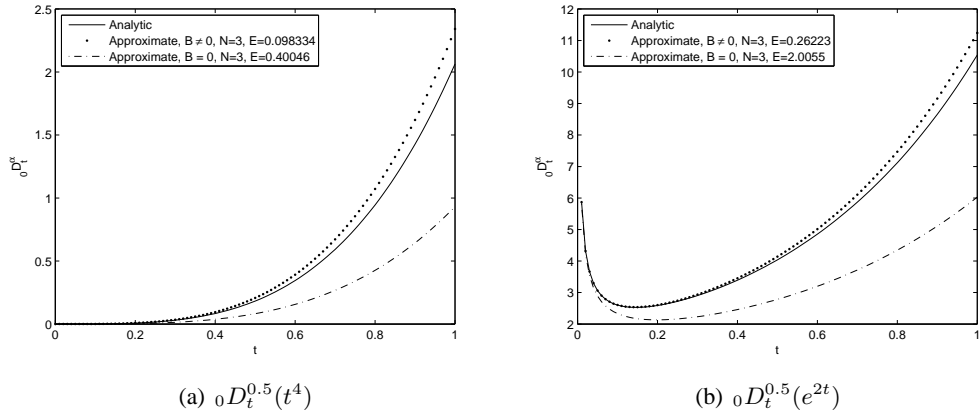 2.5
2
1.5
1
0.5
0
0 0.2 0.4 0.6 0.8 1
t
₀D_t^α
Analytic
Approximate, B ≠ 0, N=3, E=0.098334
Approximate, B = 0, N=3, E=0.40046
(a) ₀D_t^{0.5}(t⁴)
12
11
10
9
8
7
6
5
4
3
2
0 0.2 0.4 0.6 0.8 1
t
₀D_t^α
Analytic
Approximate, B ≠ 0, N=3, E=0.26223
Approximate, B = 0, N=3, E=2.0055
(b) ₀D_t^{0.5}(e^{2t})